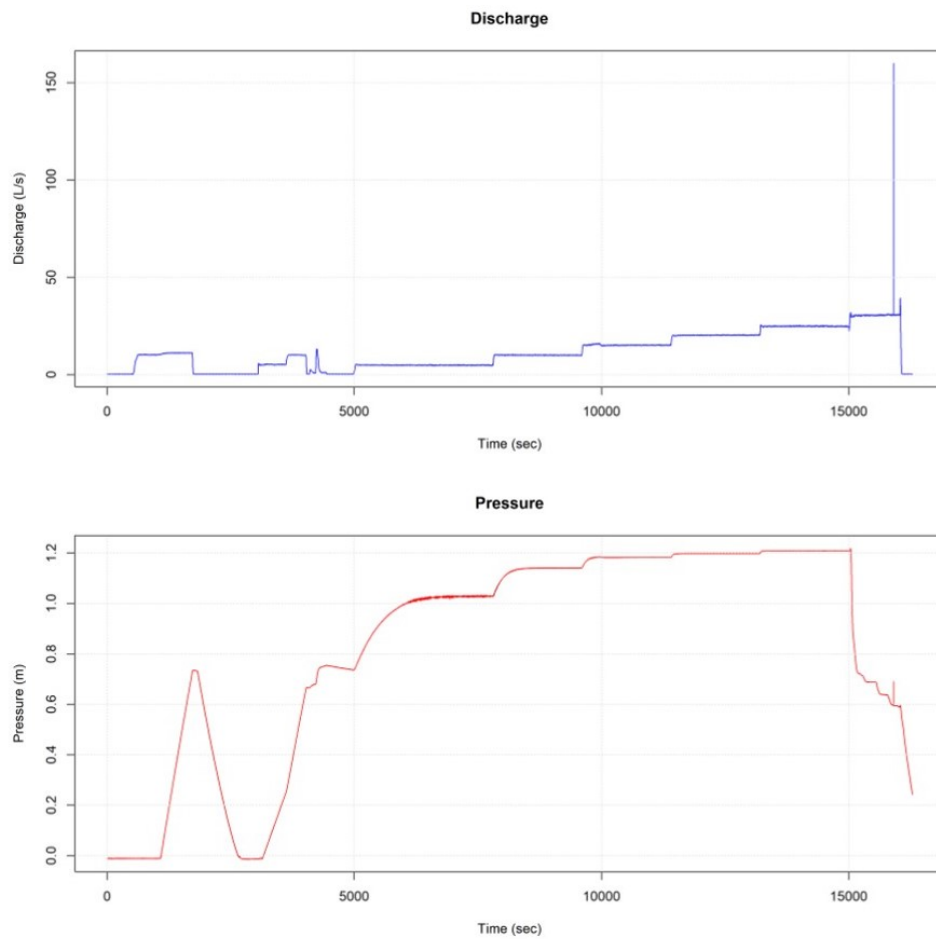 Discharge
150
100
50
0
Discharge (L/s)
0 5000 10000 15000
Time (sec)
Pressure
1.2
1.0
0.8
0.6
0.4
0.2
0.0
Pressure (m)
0 5000 10000 15000
Time (sec)